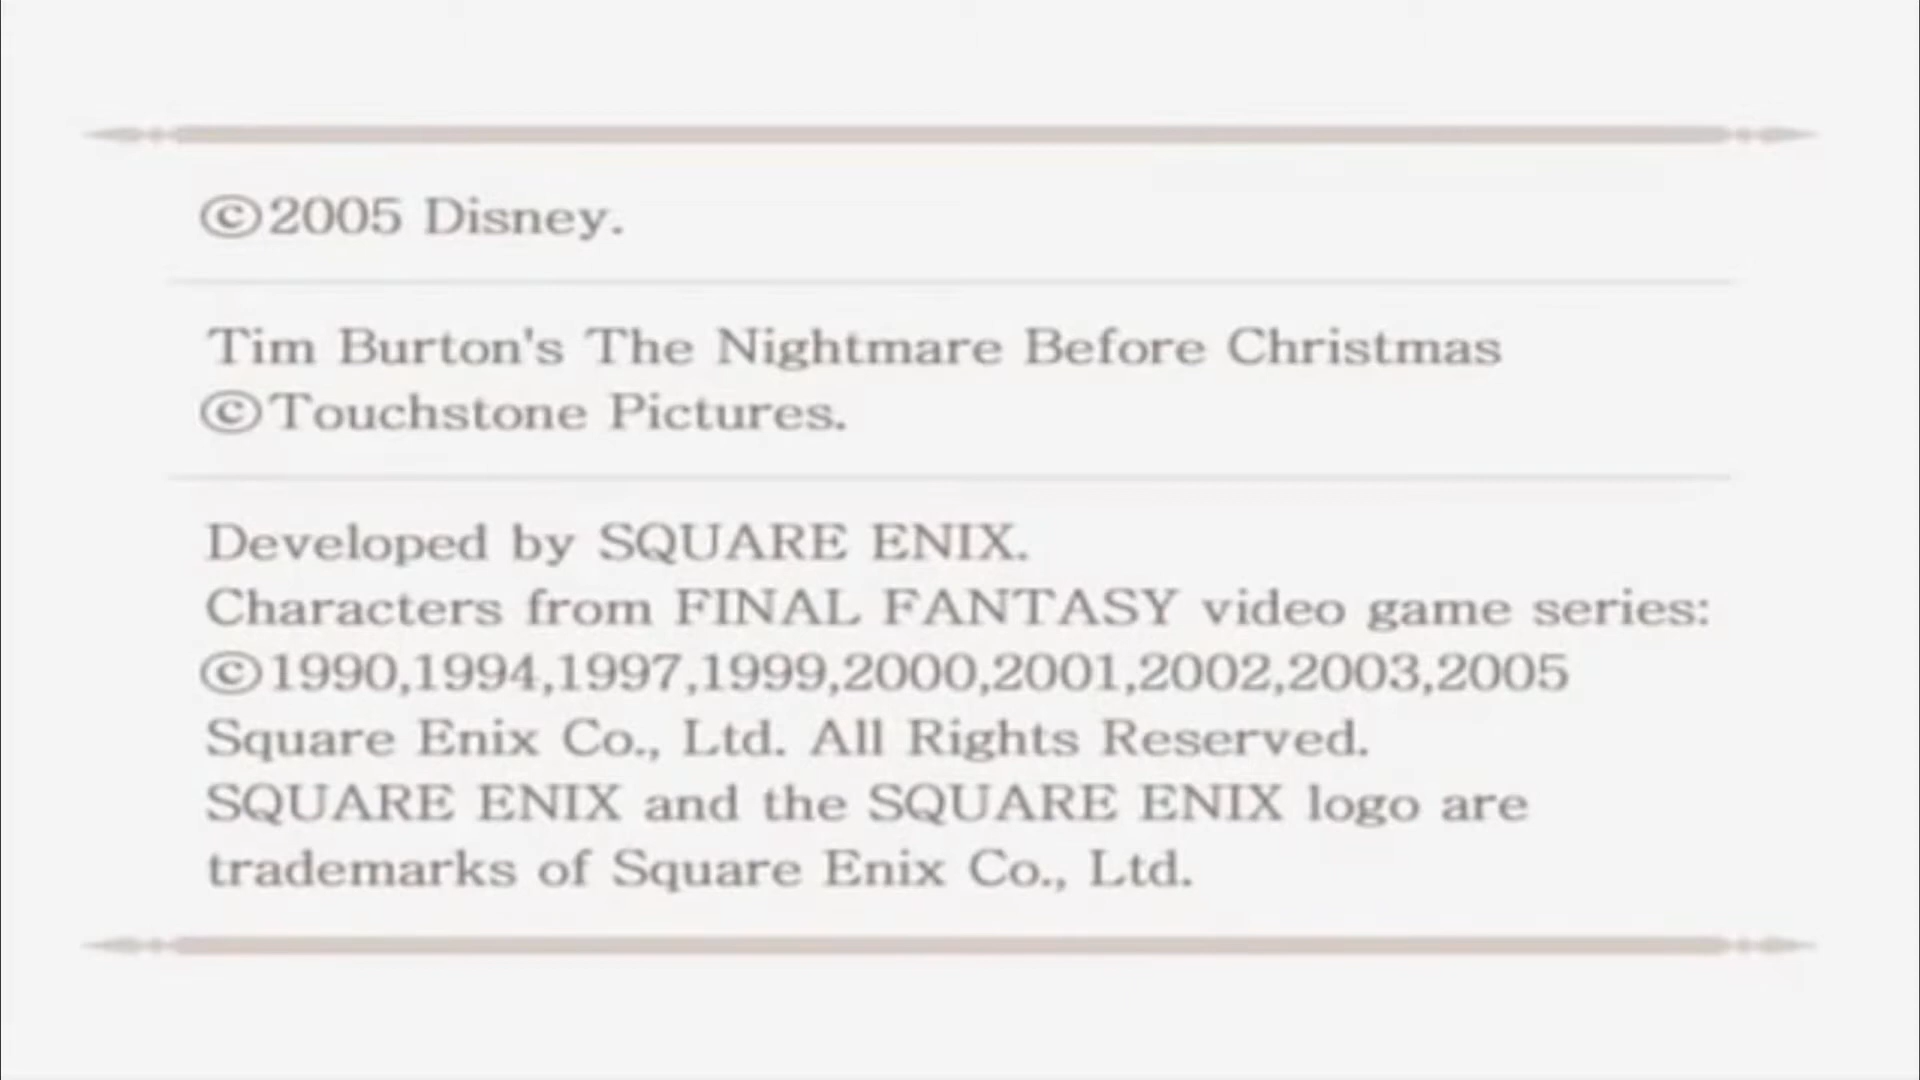 ©2005 Disney.
Tim Burton's The Nightmare Before Christmas
©Touchstone Pictures.
Developed by SQUARE ENIX.
Characters from FINAL FANTASY video game series:
©1990,1994,1997,1999,2000,2001,2002,2003,2005
Square Enix Co., Ltd. All Rights Reserved.
SQUARE ENIX and the SQUARE ENIX logo are
trademarks of Square Enix Co., Ltd.